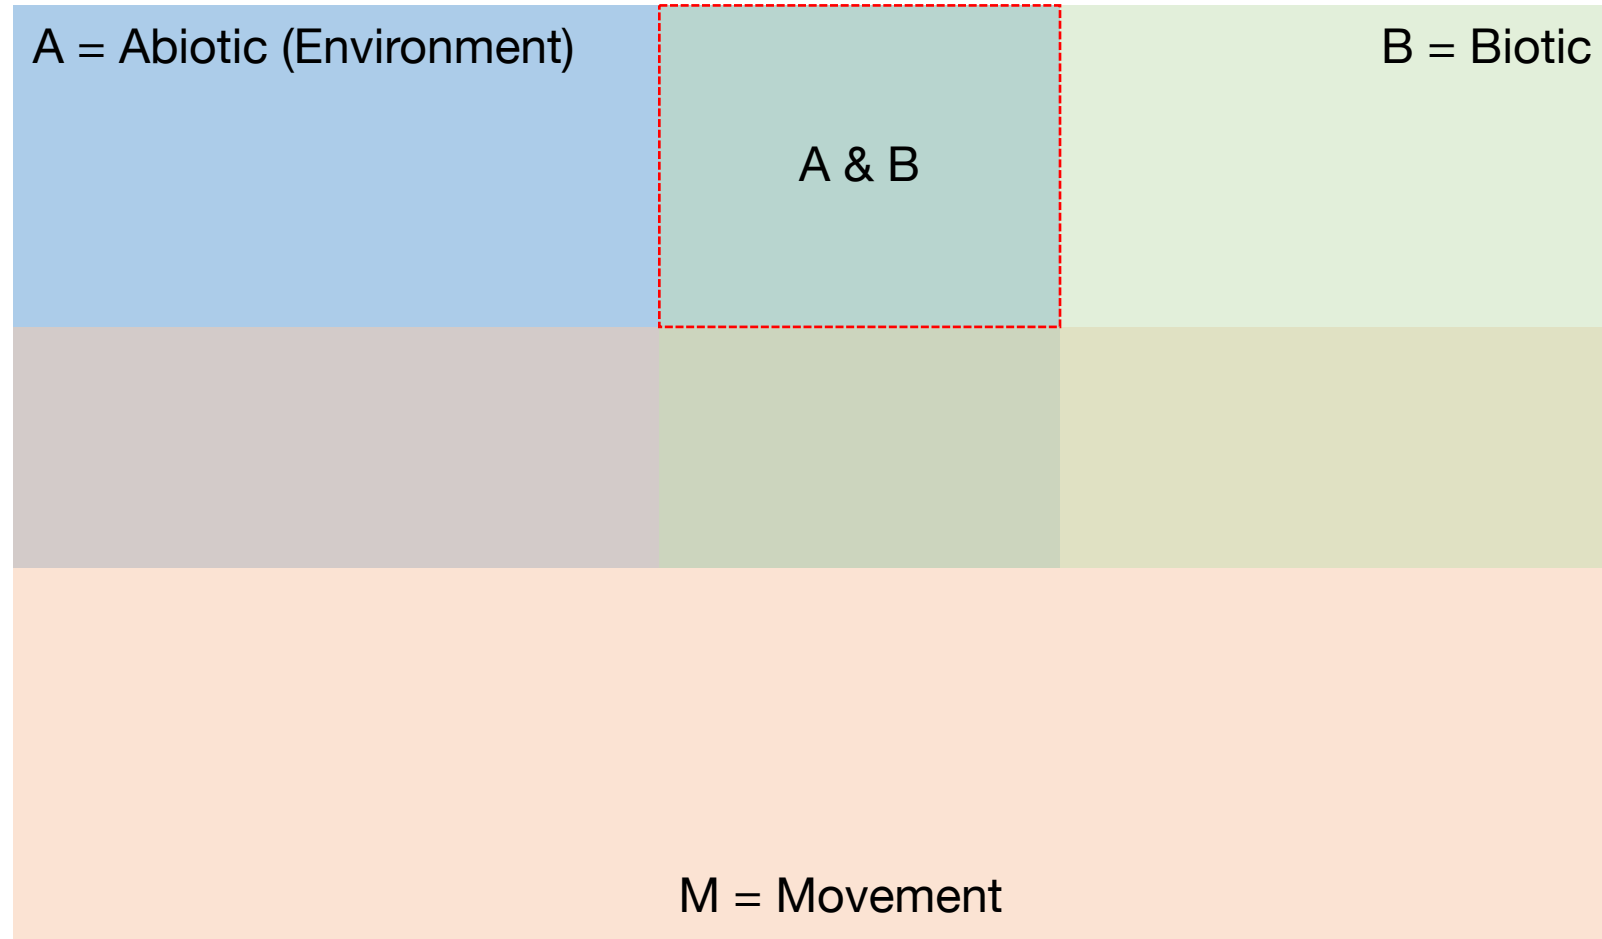 A = Abiotic (Environment)
B = Biotic
A & B
M = Movement